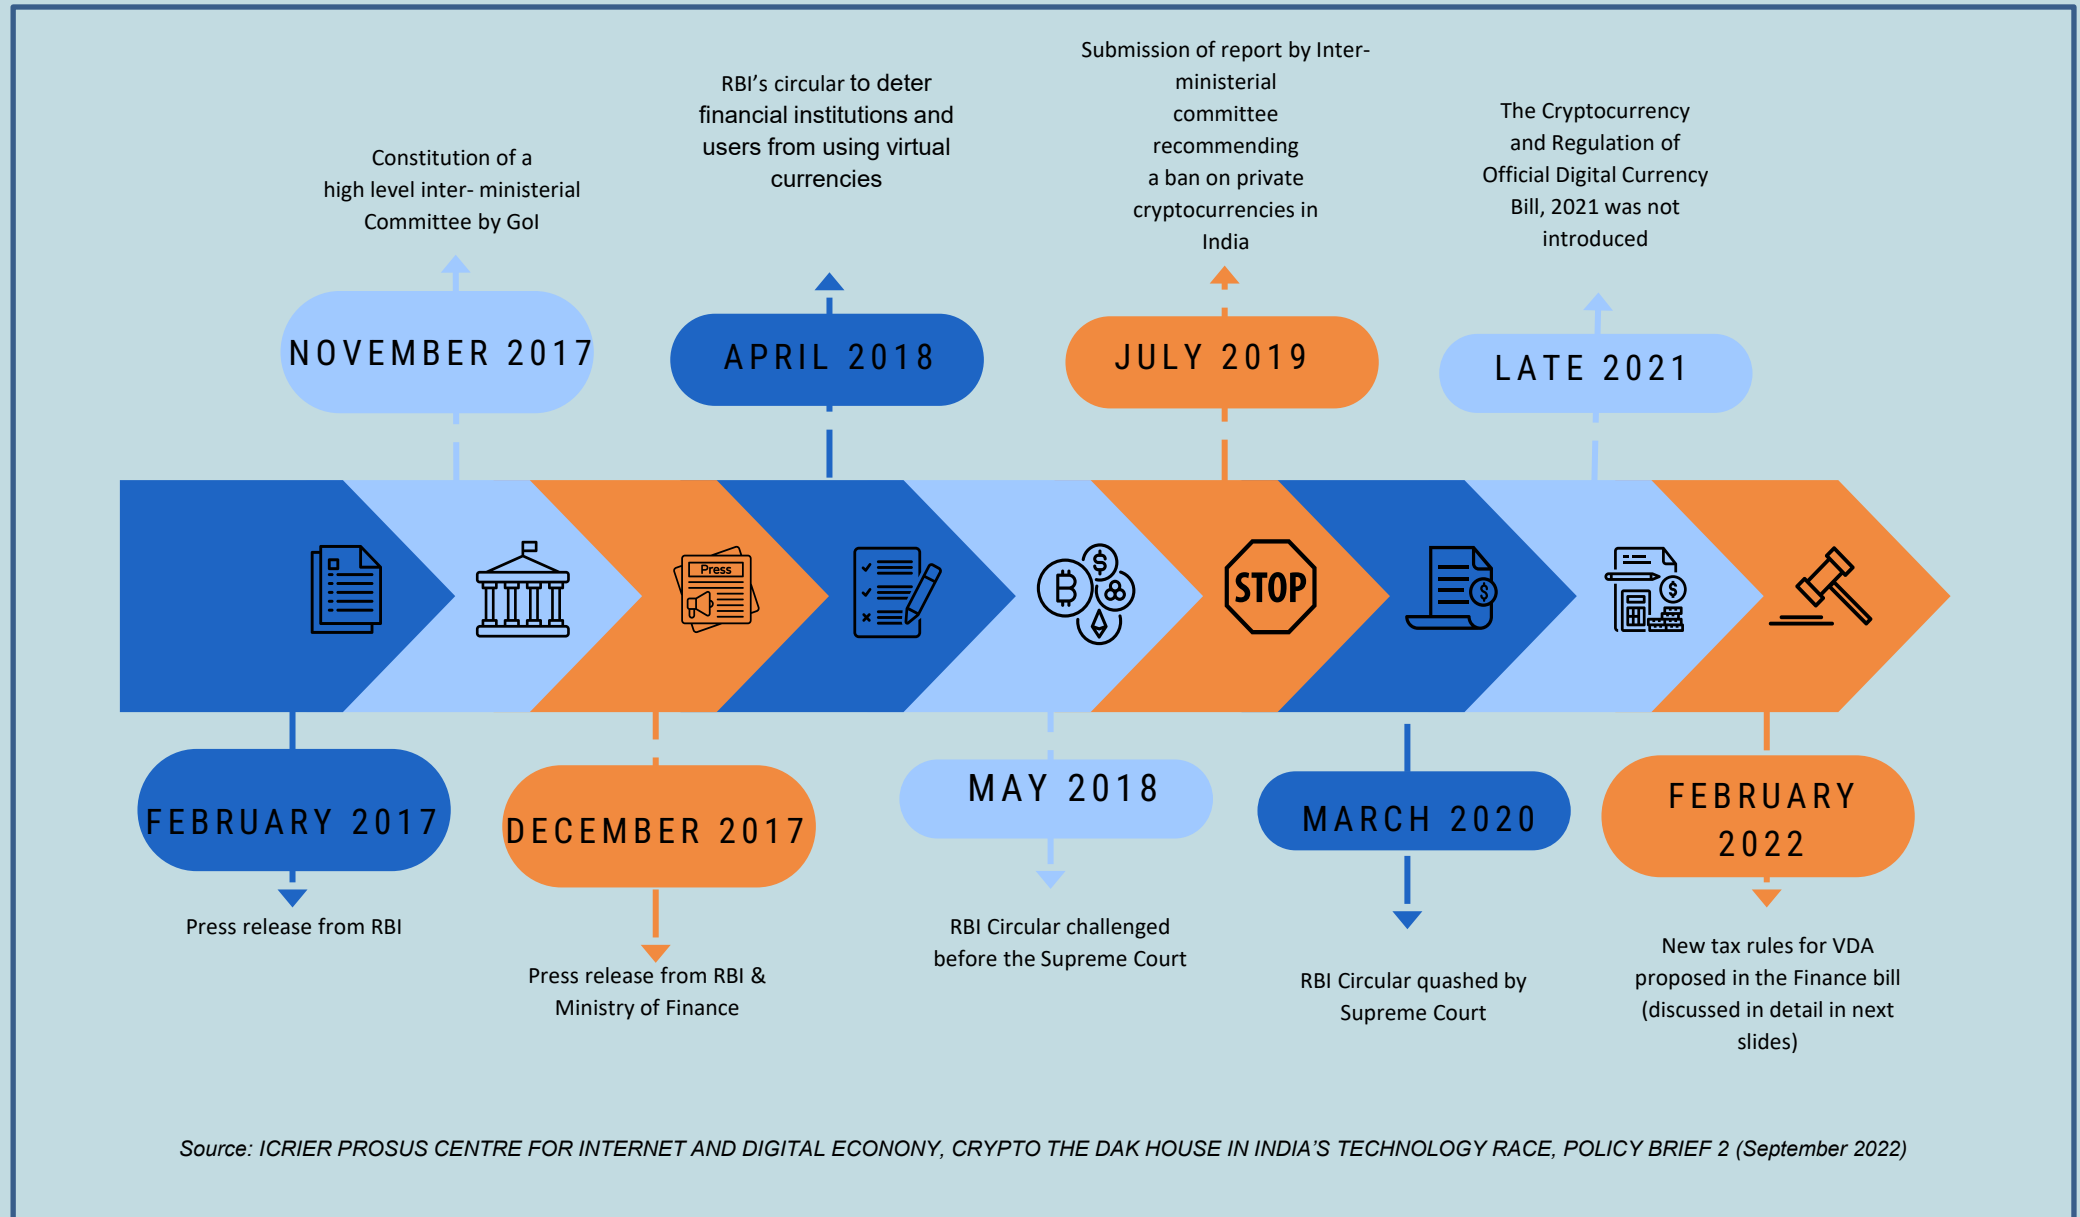 Constitution of a
high level inter- ministerial
Committee by GoI
NOVEMBER 2017
RBI's circular to deter
financial institutions and
users from using virtual
currencies
APRIL 2018
Submission of report by Inter-
ministerial
committee
recommending
a ban on private
cryptocurrencies in
India
JULY 2019
The Cryptocurrency
and Regulation of
Official Digital Currency
Bill, 2021 was not
introduced
LATE 2021
Press
STOP
FEBRUARY 2017
Press release from RBI
DECEMBER 2017
Press release from RBI &
Ministry of Finance
MAY 2018
RBI Circular challenged
before the Supreme Court
MARCH 2020
RBI Circular quashed by
Supreme Court
FEBRUARY
2022
New tax rules for VDA
proposed in the Finance bill
(discussed in detail in next
slides)
Source: ICRIER PROSUS CENTRE FOR INTERNET AND DIGITAL ECONONY, CRYPTO THE DAK HOUSE IN INDIA'S TECHNOLOGY RACE, POLICY BRIEF 2 (September 2022)